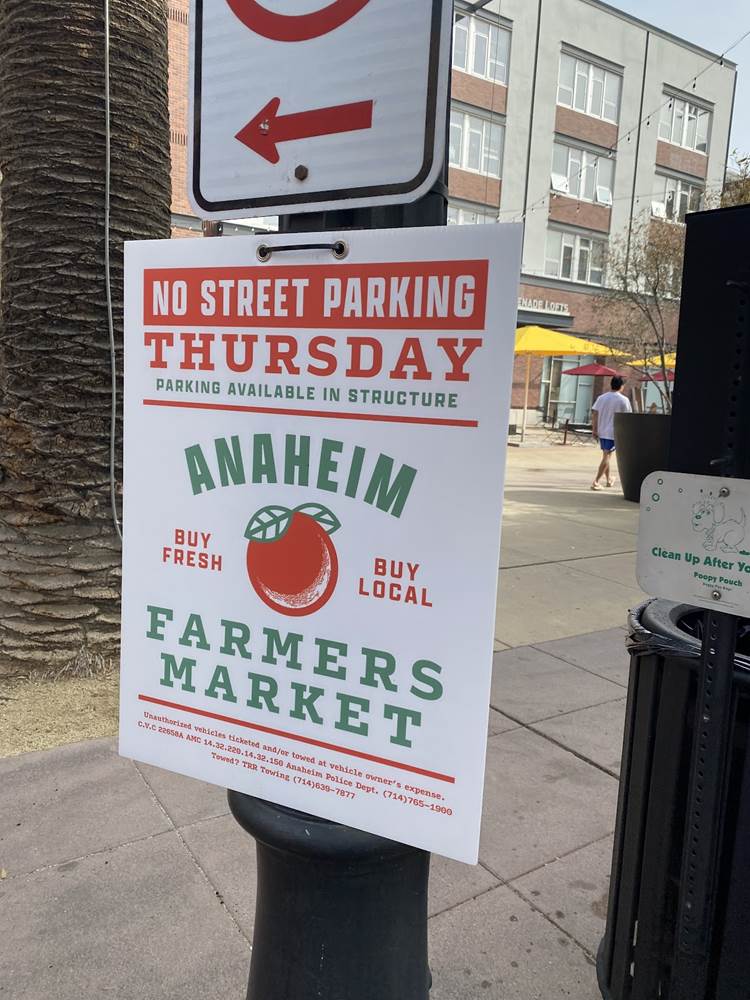 NO STREET PARKING
THURSDAY
PARKING AVAILABLE IN STRUCTURE
ANAHEIM
BUY
FRESH
BUY
LOCAL
FARMERS
MARKET
Unauthorized vehicles ticketed and/or towed at vehicle owner's expense.
C.V.C 22658A AMC 14.32.220.14.32.150 Anaheim Police Dept. (714)765-1900
Towed? TRR Towing (714)639-7877
ENADE LOFTS
Clean Up After Yo
Poopy Pouch